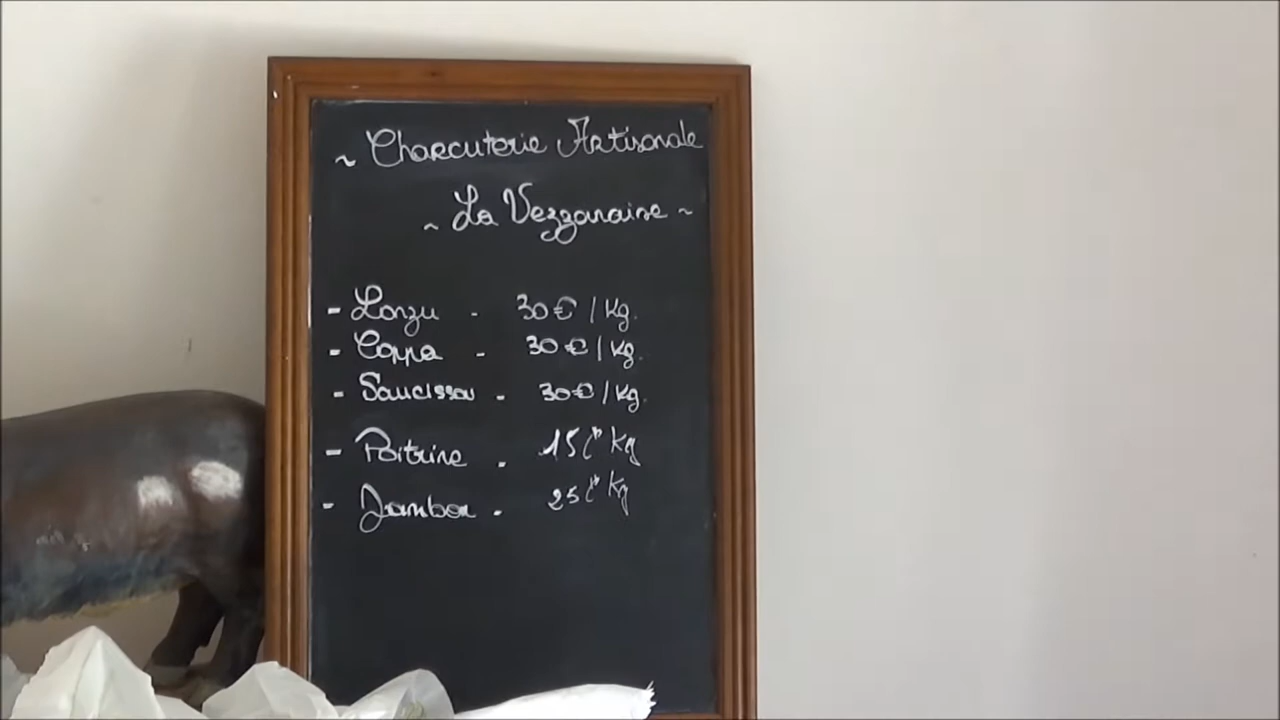 ~ Charcuterie Artisanale
~ La Vezzanaise ~
- Lonzu - 30€/Kg.
- Coppa - 30€/Kg.
- Saucisson - 30€/Kg.
- Poitrine - 15€ Kg
- Jambon - 25€ Kg